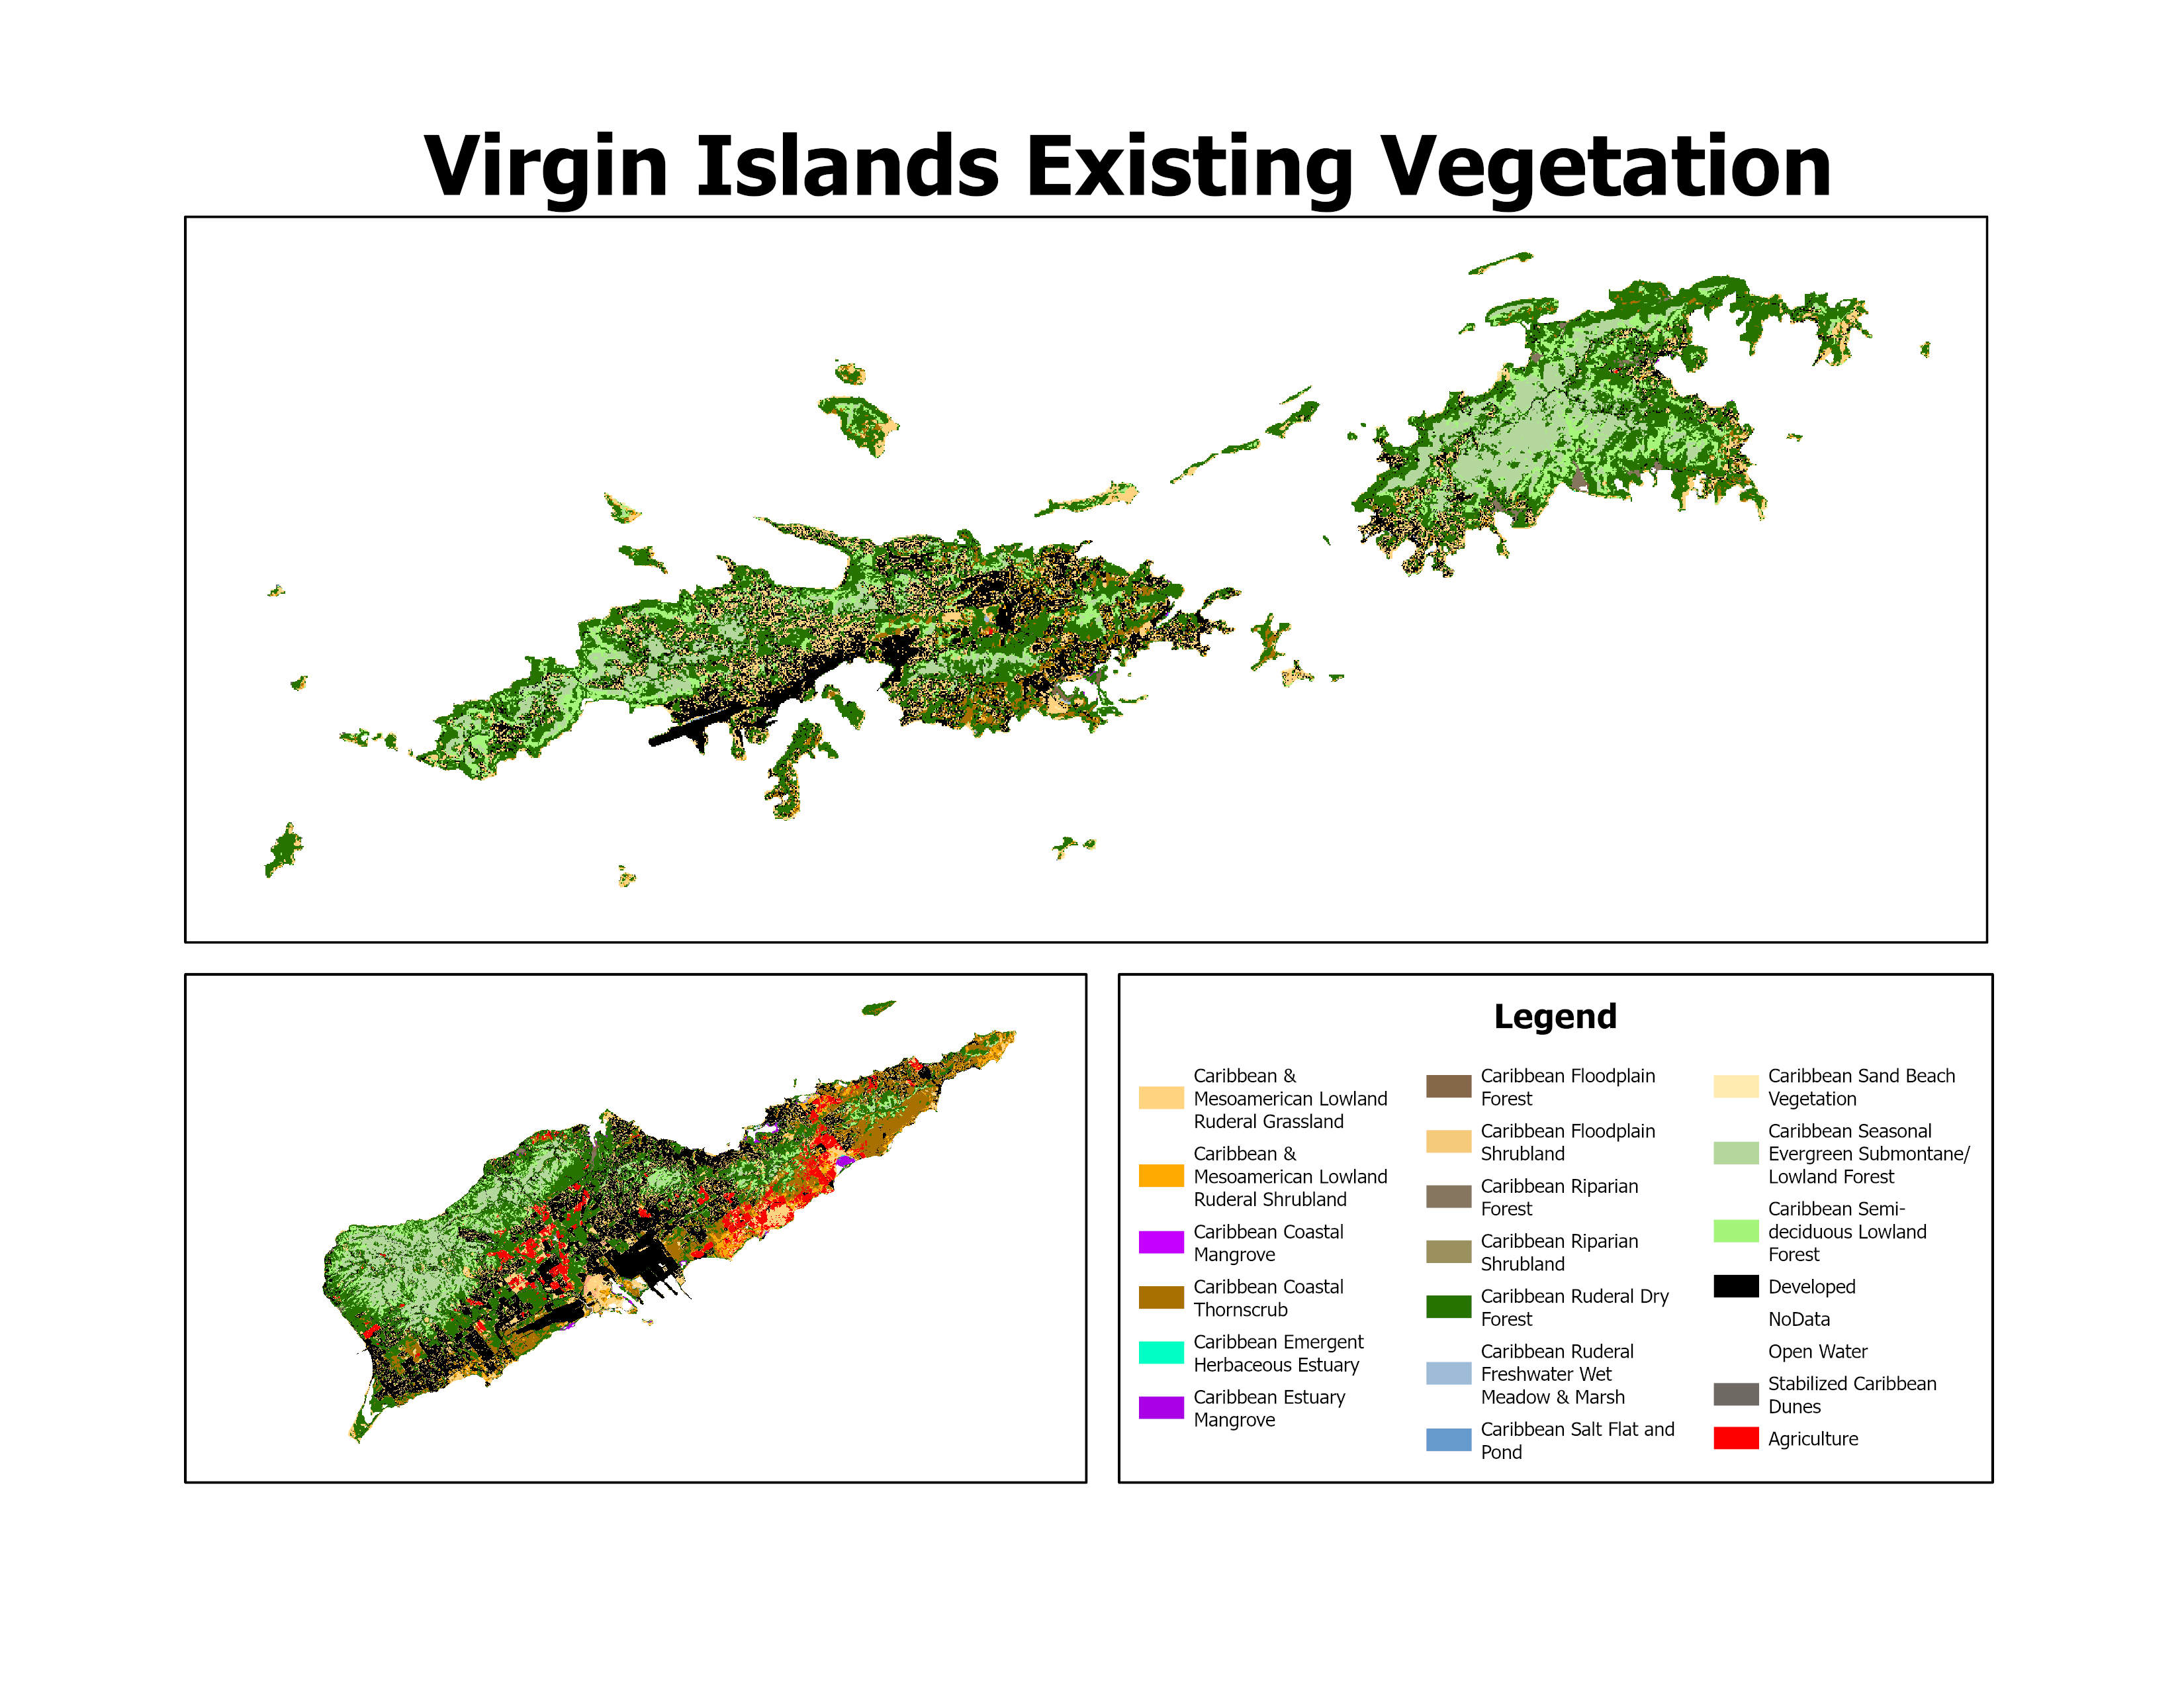 Virgin Islands Existing Vegetation
Legend
Caribbean &
Mesoamerican Lowland
Ruderal Grassland
Caribbean &
Mesoamerican Lowland
Ruderal Shrubland
Caribbean Coastal
Mangrove
Caribbean Coastal
Thornscrub
Caribbean Emergent
Herbaceous Estuary
Caribbean Estuary
Mangrove
Caribbean Floodplain
Forest
Caribbean Floodplain
Shrubland
Caribbean Riparian
Forest
Caribbean Riparian
Shrubland
Caribbean Ruderal Dry
Forest
Caribbean Ruderal
Freshwater Wet
Meadow & Marsh
Caribbean Salt Flat and
Pond
Caribbean Sand Beach
Vegetation
Caribbean Seasonal
Evergreen Submontane/
Lowland Forest
Caribbean Semi-
deciduous Lowland
Forest
Developed
NoData
Open Water
Stabilized Caribbean
Dunes
Agriculture